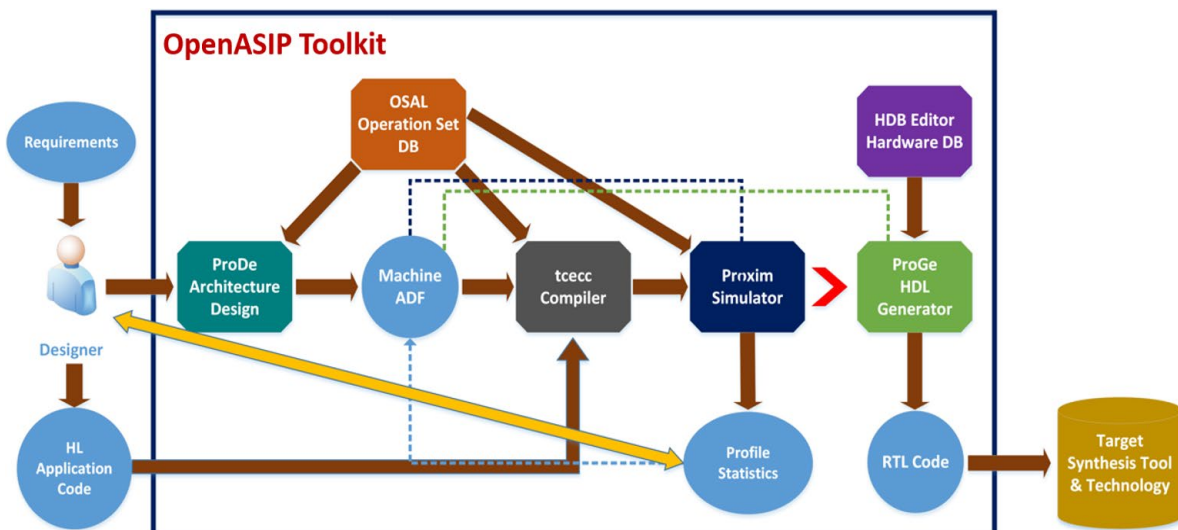 OpenASIP Toolkit
Requirements
OSAL
Operation Set
DB
HDB Editor
Hardware DB
ProDe
Architecture
Design
Machine
ADF
tcecc
Compiler
Proxim
Simulator
ProGe
HDL
Generator
Designer
HL
Application
Code
Profile
Statistics
RTL Code
Target
Synthesis Tool
& Technology